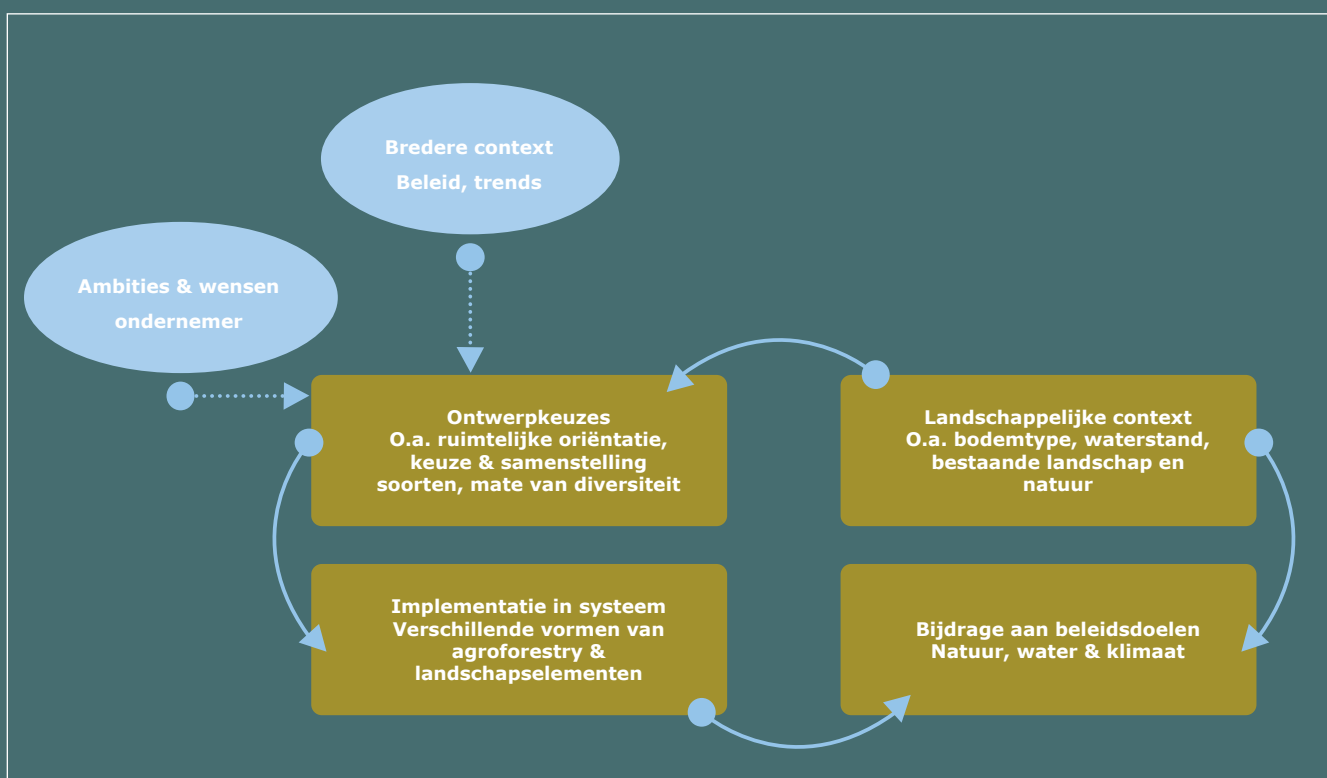 Bredere context
Beleid, trends
Ambities & wensen
ondernemer
Ontwerpkeuzes
O.a. ruimtelijke oriëntatie,
keuze & samenstelling
soorten, mate van diversiteit
Landschappelijke context
O.a. bodemtype, waterstand,
bestaande landschap en
natuur
Implementatie in systeem
Verschillende vormen van
agroforestry &
landschapselementen
Bijdrage aan beleidsdoelen
Natuur, water & klimaat